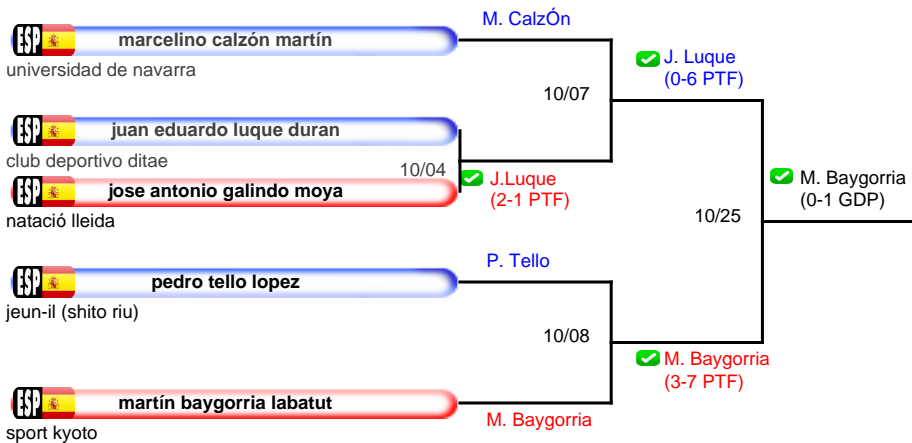 M. CalzÓn
ESP marcelino calzón martín
universidad de navarra
J. Luque
(0-6 PTF)
10/07
ESP juan eduardo luque duran
club deportivo ditae
10/04
J.Luque
(2-1 PTF)
ESP jose antonio galindo moya
natació lleida
M. Baygorria
(0-1 GDP)
10/25
P. Tello
ESP pedro tello lopez
jeun-il (shito riu)
10/08
M. Baygorria
(3-7 PTF)
ESP martín baygorria labatut
M. Baygorria
sport kyoto